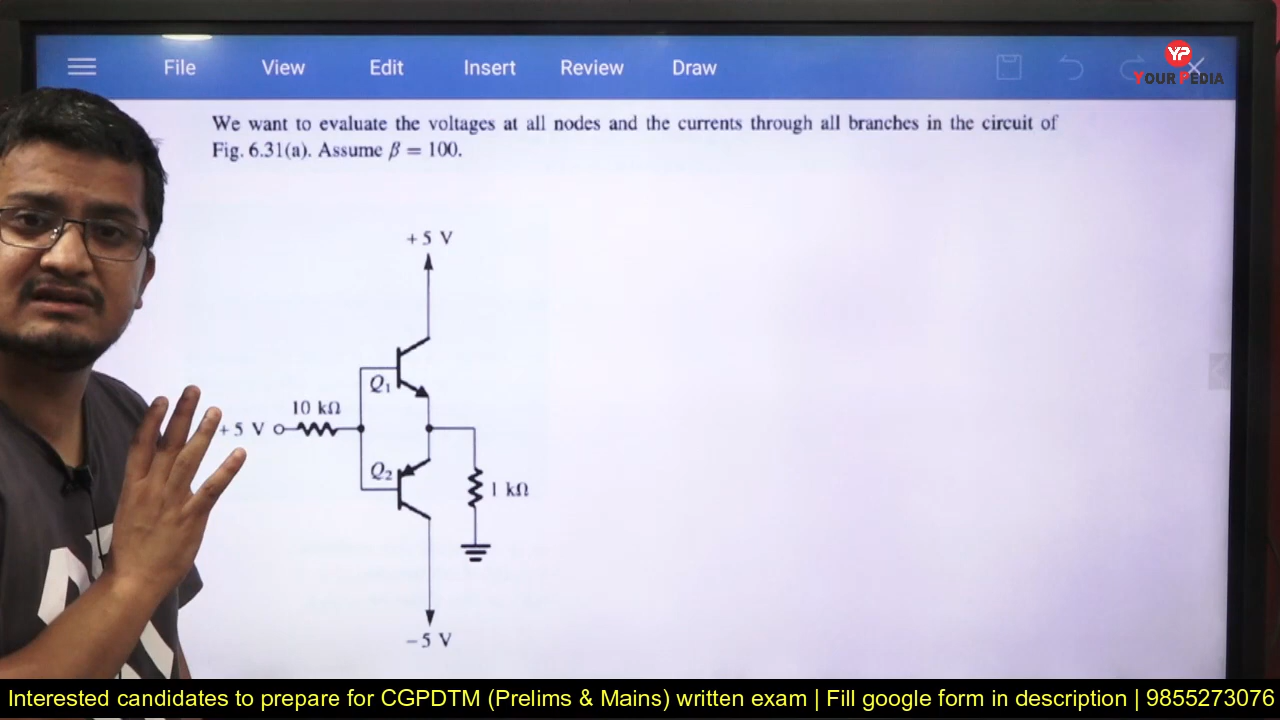 File View Edit Insert Review Draw
YP
YOUR PEDIA
We want to evaluate the voltages at all nodes and the currents through all branches in the circuit of
Fig. 6.31(a). Assume β = 100.
+5 V
Q1
10 kΩ
+5 V
Q2
1 kΩ
−5 V
Interested candidates to prepare for CGPDTM (Prelims & Mains) written exam | Fill google form in description | 9855273076